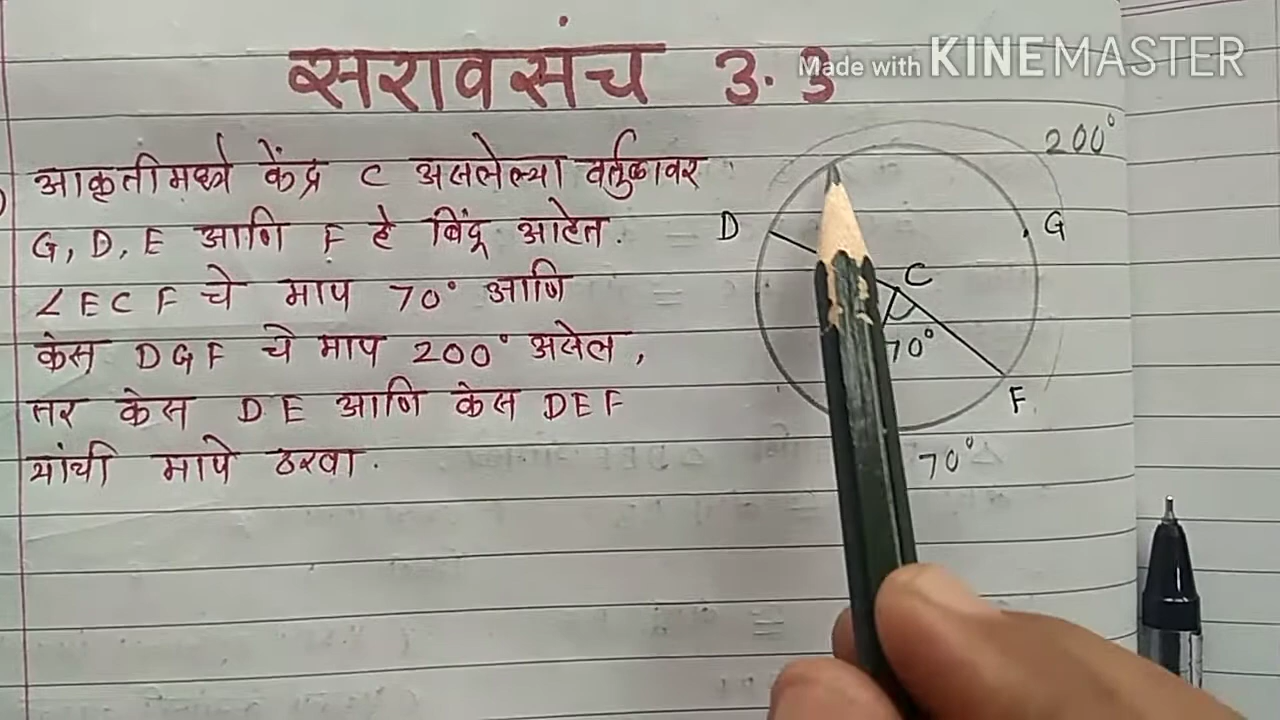 सरावसंच 3.3
Made with KINEMASTER
आकृतीमध्ये केंद्र C असलेल्या वर्तुळावर
G, D, E आणि F हे बिंदू आहेत.
∠ECF चे माप 70° आणि
कंस DGF चे माप 200° असेल,
तर कंस DE आणि कंस DEF
यांची मापे ठरवा.
200°
D
G
C
70°
F
70°